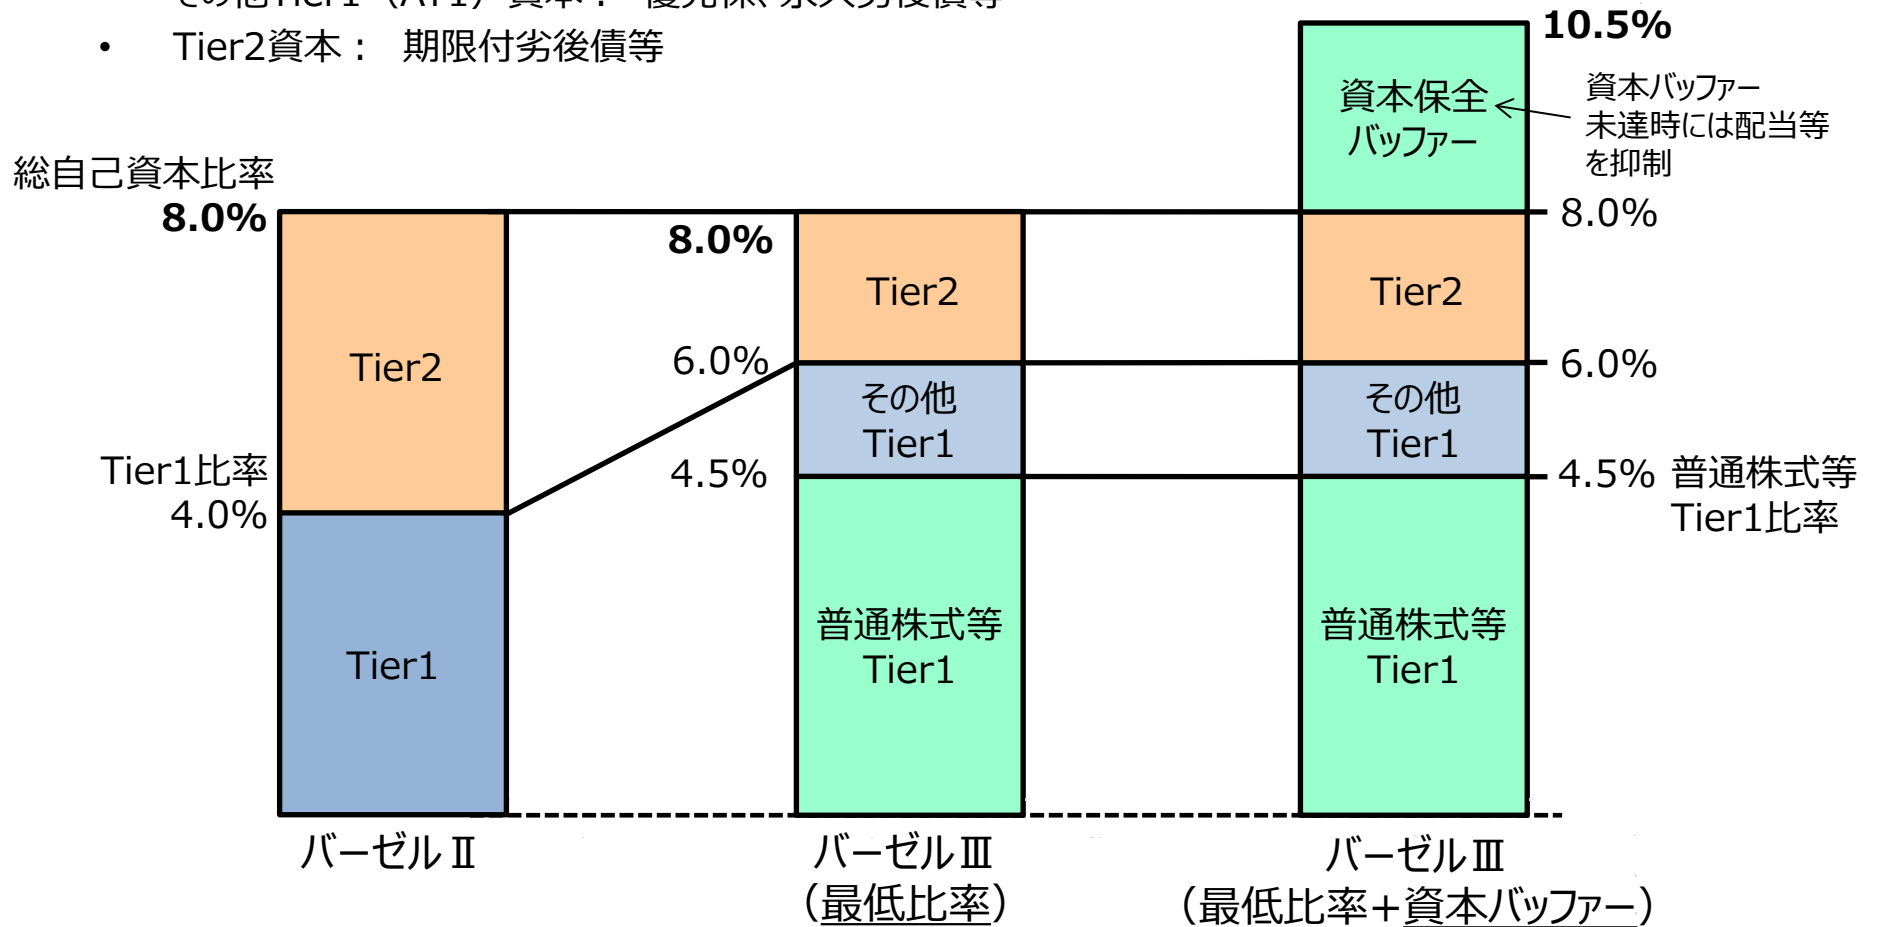 • Tier2資本： 期限付劣後債等
10.5%
資本保全
バッファー
資本バッファー
未達時には配当等
を抑制
総自己資本比率
8.0%
8.0%
8.0%
Tier2
Tier2
Tier2
6.0%
6.0%
その他
Tier1
その他
Tier1
Tier1比率
4.0%
4.5%
4.5% 普通株式等
Tier1比率
Tier1
普通株式等
Tier1
普通株式等
Tier1
バーゼルⅡ
バーゼルⅢ
（最低比率）
バーゼルⅢ
（最低比率+資本バッファー）